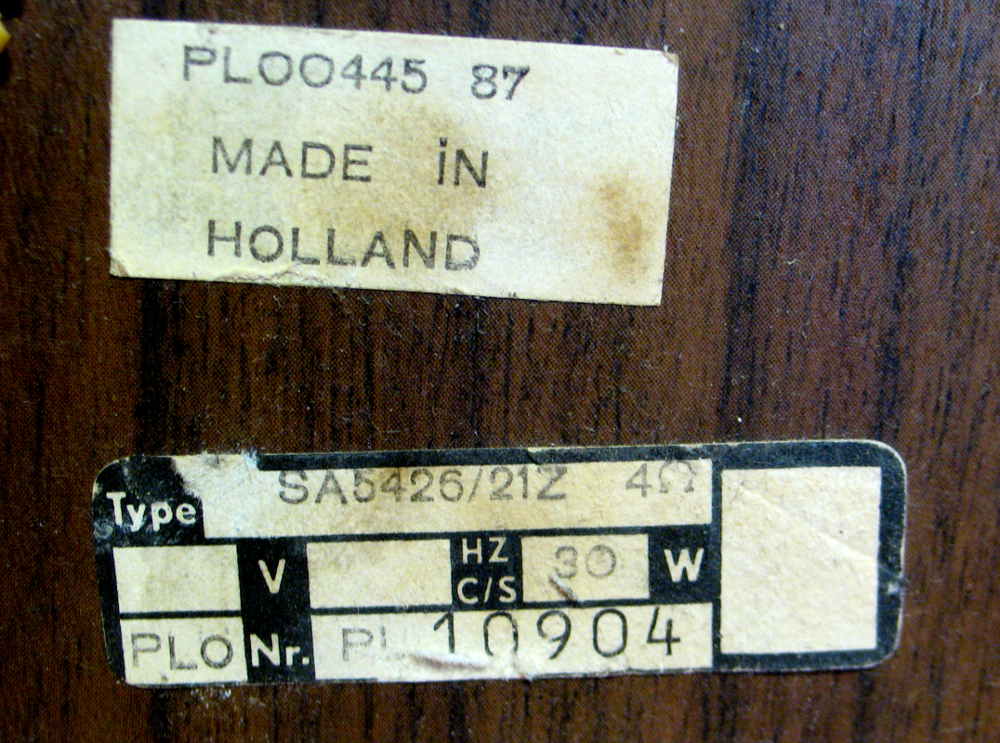 PL00445 87
MADE iN
HOLLAND
Type SA5426/21Z 4Ω
V HZ C/S 30 W
PLO Nr. PL 10904